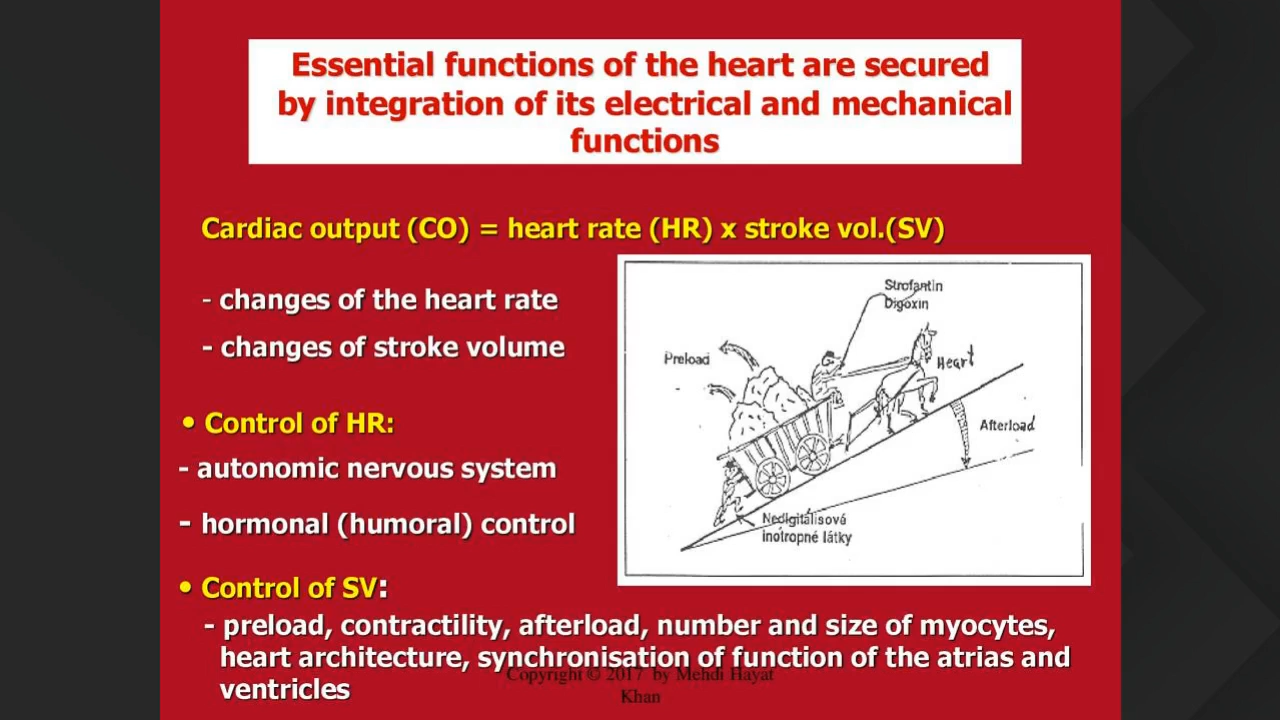 Essential functions of the heart are secured
by integration of its electrical and mechanical
functions
Cardiac output (CO) = heart rate (HR) x stroke vol.(SV)
- changes of the heart rate
- changes of stroke volume
• Control of HR:
- autonomic nervous system
- hormonal (humoral) control
Strofantin
Digoxin
Preload
Heart
Afterload
Nedigitálisové
inotropné látky
• Control of SV:
- preload, contractility, afterload, number and size of myocytes,
heart architecture, synchronisation of function of the atrias and
ventricles
Copyright © 2017 by Mehdi Hayat
Khan